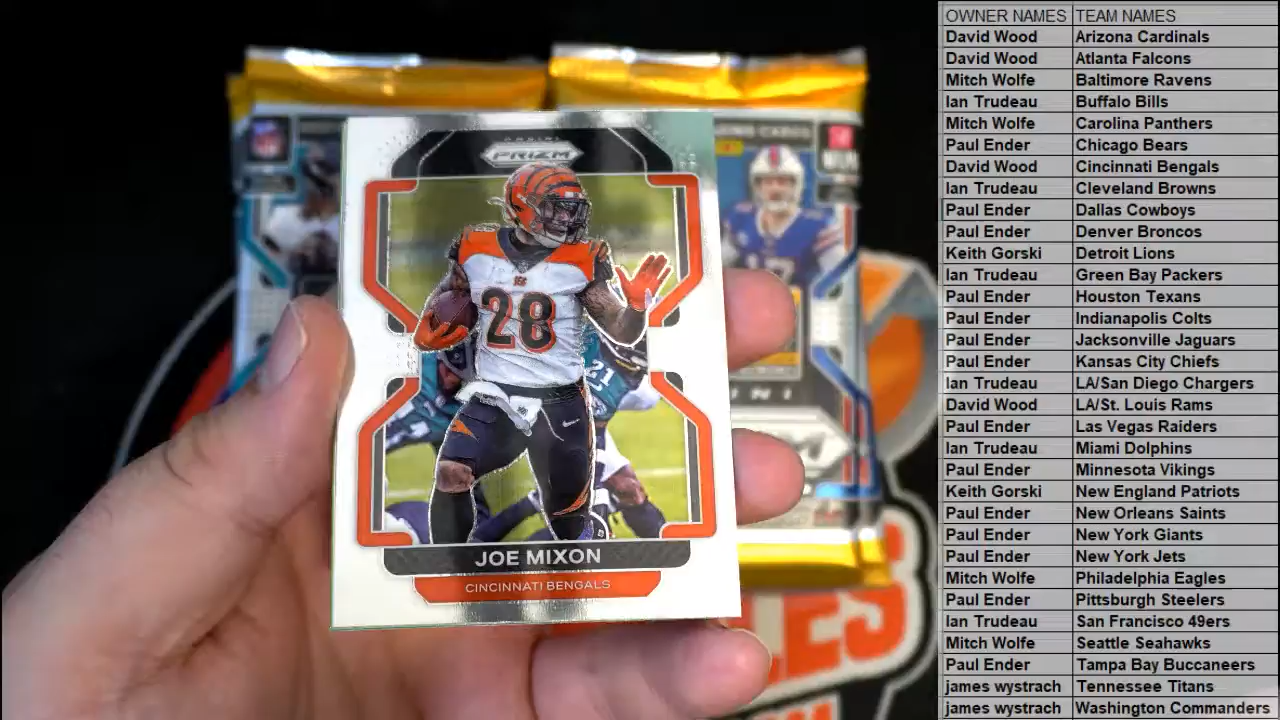 PANINI
PRIZM
28
21
JOE MIXON
CINCINNATI BENGALS
NFL
OWNER NAMES TEAM NAMES
David Wood Arizona Cardinals
David Wood Atlanta Falcons
Mitch Wolfe Baltimore Ravens
Ian Trudeau Buffalo Bills
Mitch Wolfe Carolina Panthers
Paul Ender Chicago Bears
David Wood Cincinnati Bengals
Ian Trudeau Cleveland Browns
Paul Ender Dallas Cowboys
Paul Ender Denver Broncos
Keith Gorski Detroit Lions
Ian Trudeau Green Bay Packers
Paul Ender Houston Texans
Paul Ender Indianapolis Colts
Paul Ender Jacksonville Jaguars
Paul Ender Kansas City Chiefs
Ian Trudeau LA/San Diego Chargers
David Wood LA/St. Louis Rams
Paul Ender Las Vegas Raiders
Ian Trudeau Miami Dolphins
Paul Ender Minnesota Vikings
Keith Gorski New England Patriots
Paul Ender New Orleans Saints
Paul Ender New York Giants
Paul Ender New York Jets
Mitch Wolfe Philadelphia Eagles
Paul Ender Pittsburgh Steelers
Ian Trudeau San Francisco 49ers
Mitch Wolfe Seattle Seahawks
Paul Ender Tampa Bay Buccaneers
james wystrach Tennessee Titans
james wystrach Washington Commanders